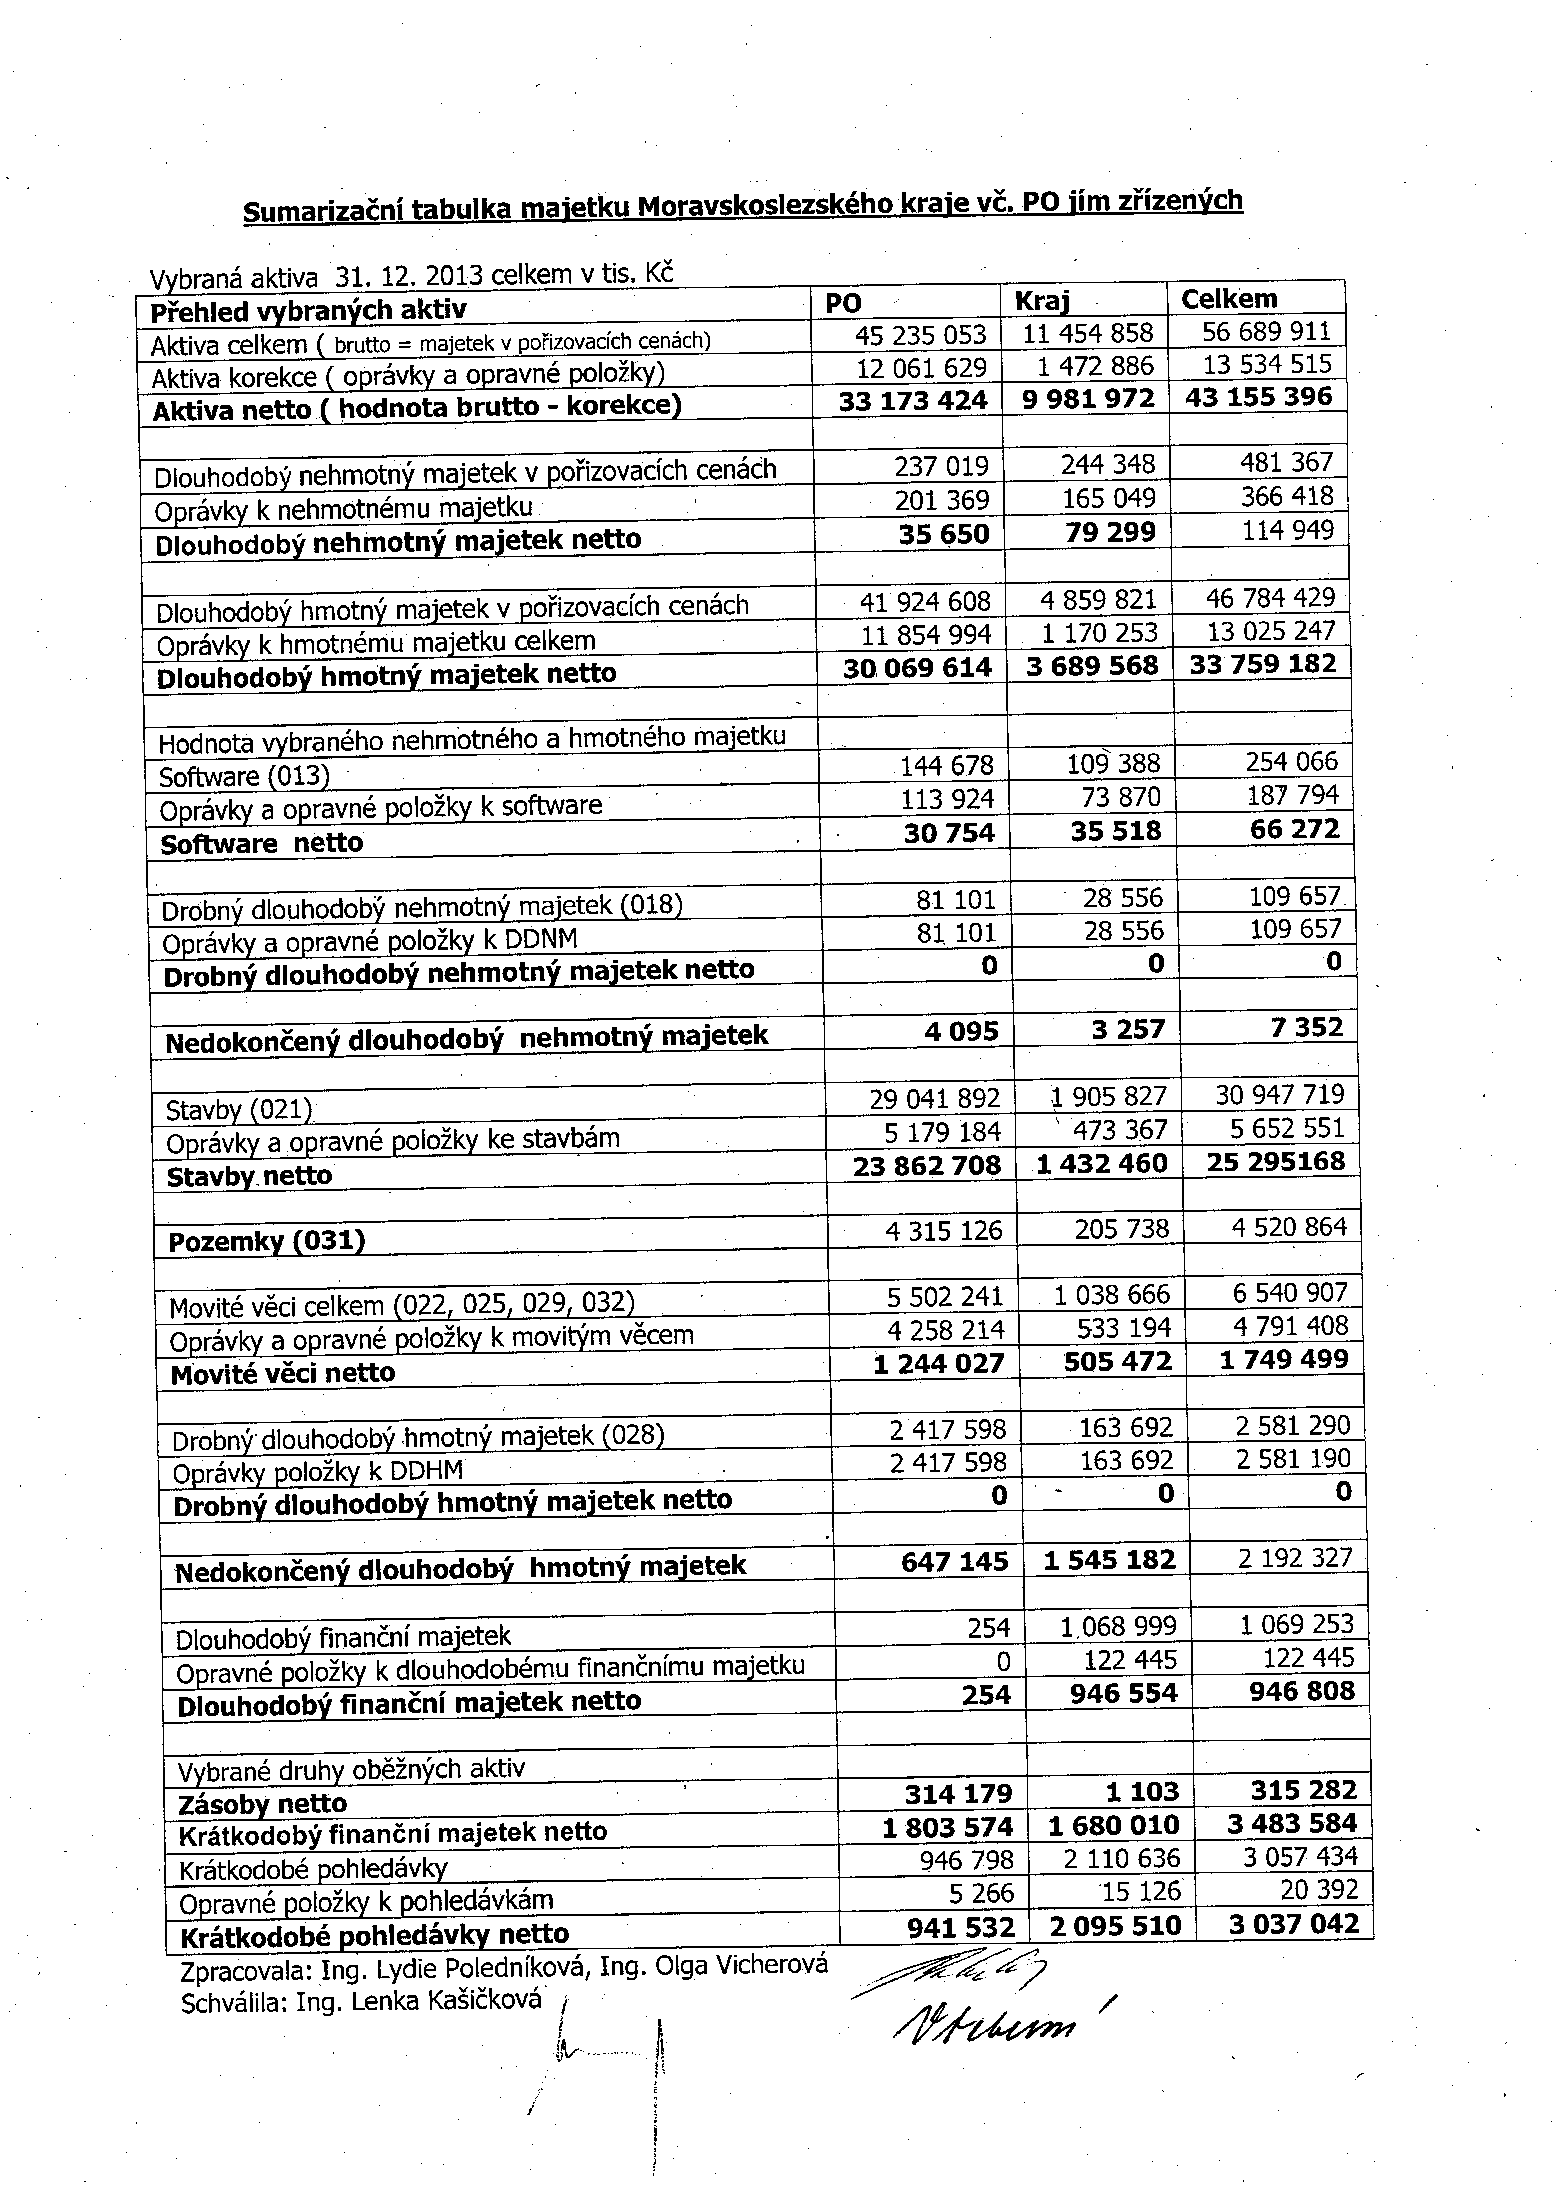 Sumarizační tabulka majetku Moravskoslezského kraje vč. PO jím zřízených
Vybraná aktiva 31. 12. 2013 celkem v tis. Kč
Přehled vybraných aktiv PO Kraj Celkem
Aktiva celkem ( brutto = majetek v pořizovacích cenách) 45 235 053 11 454 858 56 689 911
Aktiva korekce ( oprávky a opravné položky) 12 061 629 1 472 886 13 534 515
Aktiva netto ( hodnota brutto - korekce) 33 173 424 9 981 972 43 155 396
Dlouhodobý nehmotný majetek v pořizovacích cenách 237 019 244 348 481 367
Oprávky k nehmotnému majetku 201 369 165 049 366 418
Dlouhodobý nehmotný majetek netto 35 650 79 299 114 949
Dlouhodobý hmotný majetek v pořizovacích cenách 41 924 608 4 859 821 46 784 429
Oprávky k hmotnému majetku celkem 11 854 994 1 170 253 13 025 247
Dlouhodobý hmotný majetek netto 30 069 614 3 689 568 33 759 182
Hodnota vybraného nehmotného a hmotného majetku
Software (013) 144 678 109 388 254 066
Oprávky a opravné položky k software 113 924 73 870 187 794
Software netto 30 754 35 518 66 272
Drobný dlouhodobý nehmotný majetek (018) 81 101 28 556 109 657
Oprávky a opravné položky k DDNM 81 101 28 556 109 657
Drobný dlouhodobý nehmotný majetek netto 0 0 0
Nedokončený dlouhodobý nehmotný majetek 4 095 3 257 7 352
Stavby (021) 29 041 892 1 905 827 30 947 719
Oprávky a opravné položky ke stavbám 5 179 184 473 367 5 652 551
Stavby netto 23 862 708 1 432 460 25 295168
Pozemky (031) 4 315 126 205 738 4 520 864
Movité věci celkem (022, 025, 029, 032) 5 502 241 1 038 666 6 540 907
Oprávky a opravné položky k movitým věcem 4 258 214 533 194 4 791 408
Movité věci netto 1 244 027 505 472 1 749 499
Drobný dlouhodobý hmotný majetek (028) 2 417 598 163 692 2 581 290
Oprávky položky k DDHM 2 417 598 163 692 2 581 190
Drobný dlouhodobý hmotný majetek netto 0 0 0
Nedokončený dlouhodobý hmotný majetek 647 145 1 545 182 2 192 327
Dlouhodobý finanční majetek 254 1 068 999 1 069 253
Opravné položky k dlouhodobému finančnímu majetku 0 122 445 122 445
Dlouhodobý finanční majetek netto 254 946 554 946 808
Vybrané druhy oběžných aktiv
Zásoby netto 314 179 1 103 315 282
Krátkodobý finanční majetek netto 1 803 574 1 680 010 3 483 584
Krátkodobé pohledávky 946 798 2 110 636 3 057 434
Opravné položky k pohledávkám 5 266 15 126 20 392
Krátkodobé pohledávky netto 941 532 2 095 510 3 037 042
Zpracovala: Ing. Lydie Poledníková, Ing. Olga Vicherová
Schválila: Ing. Lenka Kašičková